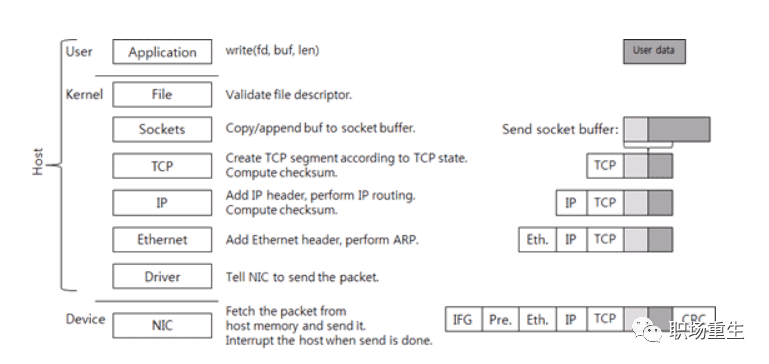 User Application write(fd, buf, len) User data
Kernel File Validate file descriptor.
Sockets Copy/append buf to socket buffer. Send socket buffer:
Host
TCP Create TCP segment according to TCP state. TCP
Compute checksum.
IP Add IP header, perform IP routing. IP TCP
Compute checksum.
Ethernet Add Ethernet header, perform ARP. Eth. IP TCP
Driver Tell NIC to send the packet.
Device NIC Fetch the packet from IFG Pre. Eth. IP TCP CRC
host memory and send it.
Interrupt the host when send is done.
职场重生